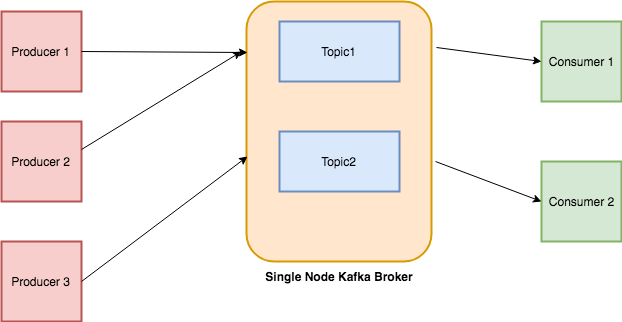 Producer 1
Topic1
Consumer 1
Producer 2
Topic2
Consumer 2
Producer 3
Single Node Kafka Broker